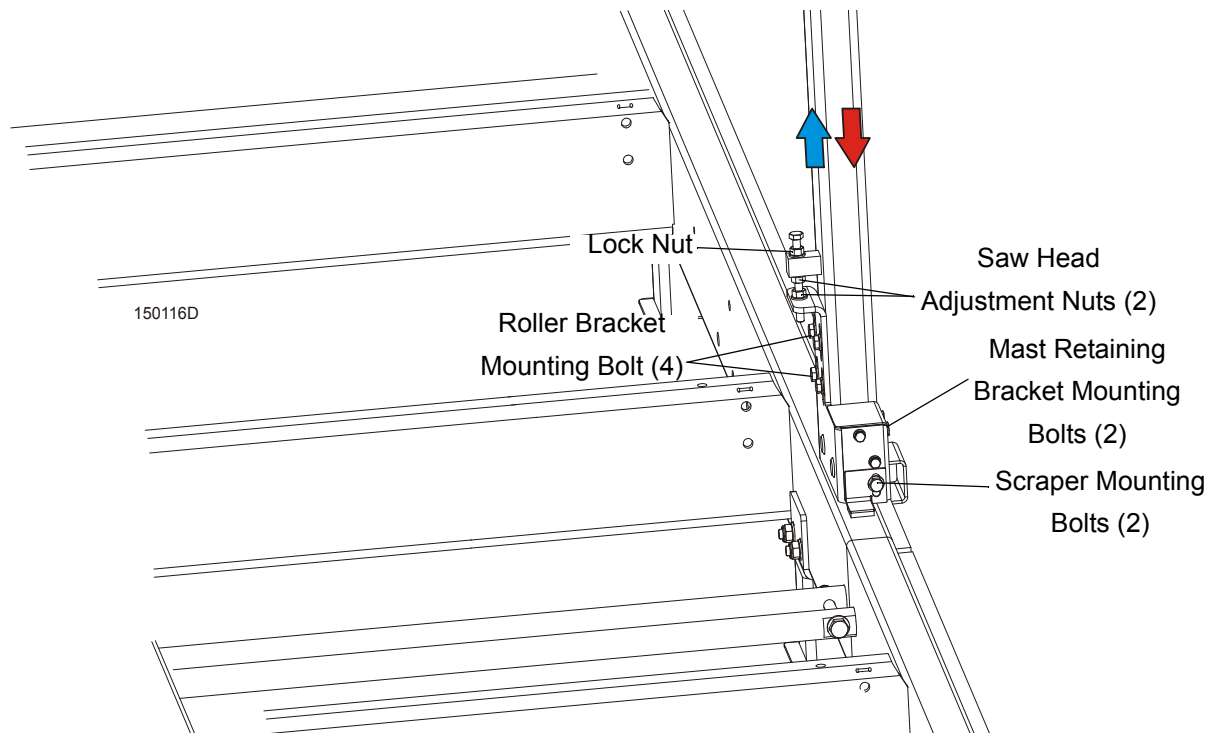 Lock Nut
Saw Head
Adjustment Nuts (2)
150116D
Roller Bracket
Mounting Bolt (4)
Mast Retaining
Bracket Mounting
Bolts (2)
Scraper Mounting
Bolts (2)